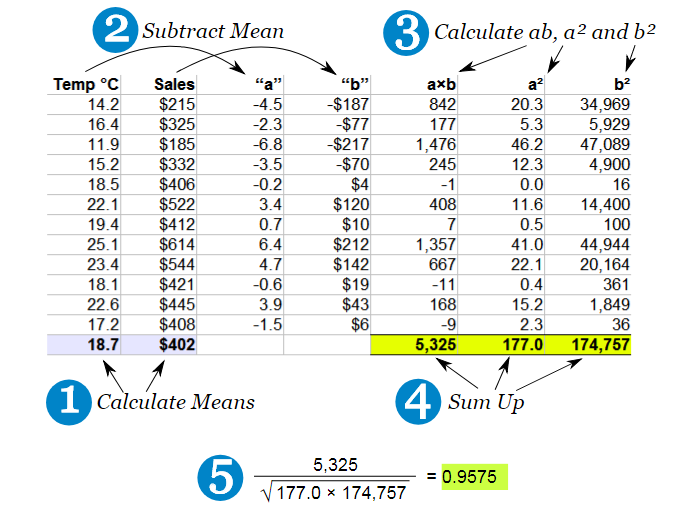 2 Subtract Mean
3 Calculate ab, a² and b²
Temp °C Sales “a” “b” a×b a² b²
14.2 $215 -4.5 -$187 842 20.3 34,969
16.4 $325 -2.3 -$77 177 5.3 5,929
11.9 $185 -6.8 -$217 1,476 46.2 47,089
15.2 $332 -3.5 -$70 245 12.3 4,900
18.5 $406 -0.2 $4 -1 0.0 16
22.1 $522 3.4 $120 408 11.6 14,400
19.4 $412 0.7 $10 7 0.5 100
25.1 $614 6.4 $212 1,357 41.0 44,944
23.4 $544 4.7 $142 667 22.1 20,164
18.1 $421 -0.6 $19 -11 0.4 361
22.6 $445 3.9 $43 168 15.2 1,849
17.2 $408 -1.5 $6 -9 2.3 36
18.7 $402 5,325 177.0 174,757
1 Calculate Means
4 Sum Up
5
5,325
√177.0 × 174,757
= 0.9575